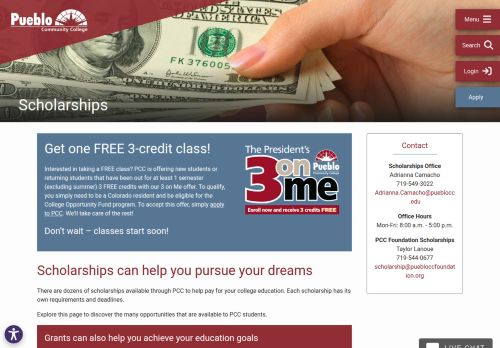 Pueblo
Community College
Menu
Search
Login
Apply
FK376005
Scholarships
Get one FREE 3-credit class!
Interested in taking a FREE class? PCC is offering new students or
returning students that have been out for at least 1 semester
(excluding summer) 3 FREE credits with our 3 on Me offer. To qualify,
you simply need to be a Colorado resident and be eligible for the
College Opportunity Fund program. To accept this offer, simply apply
to PCC. We'll take care of the rest!
Don't wait – classes start soon!
The President's
3 on me
Pueblo
Community College
Enroll now and receive 3 credits FREE
Contact
Scholarships Office
Adrianna Camacho
719-549-3022
Adrianna.Camacho@pueblocc.
edu
Office Hours
Mon-Fri: 8:00 a.m. - 5:00 p.m.
PCC Foundation Scholarships
Taylor Lanoue
719-544-0677
scholarship@puebloccfoundat
ion.org
Scholarships can help you pursue your dreams
There are dozens of scholarships available through PCC to help pay for your college education. Each scholarship has its
own requirements and deadlines.
Explore this page to discover the many opportunities that are available to PCC students.
Grants can also help you achieve your education goals
LIVE CHAT